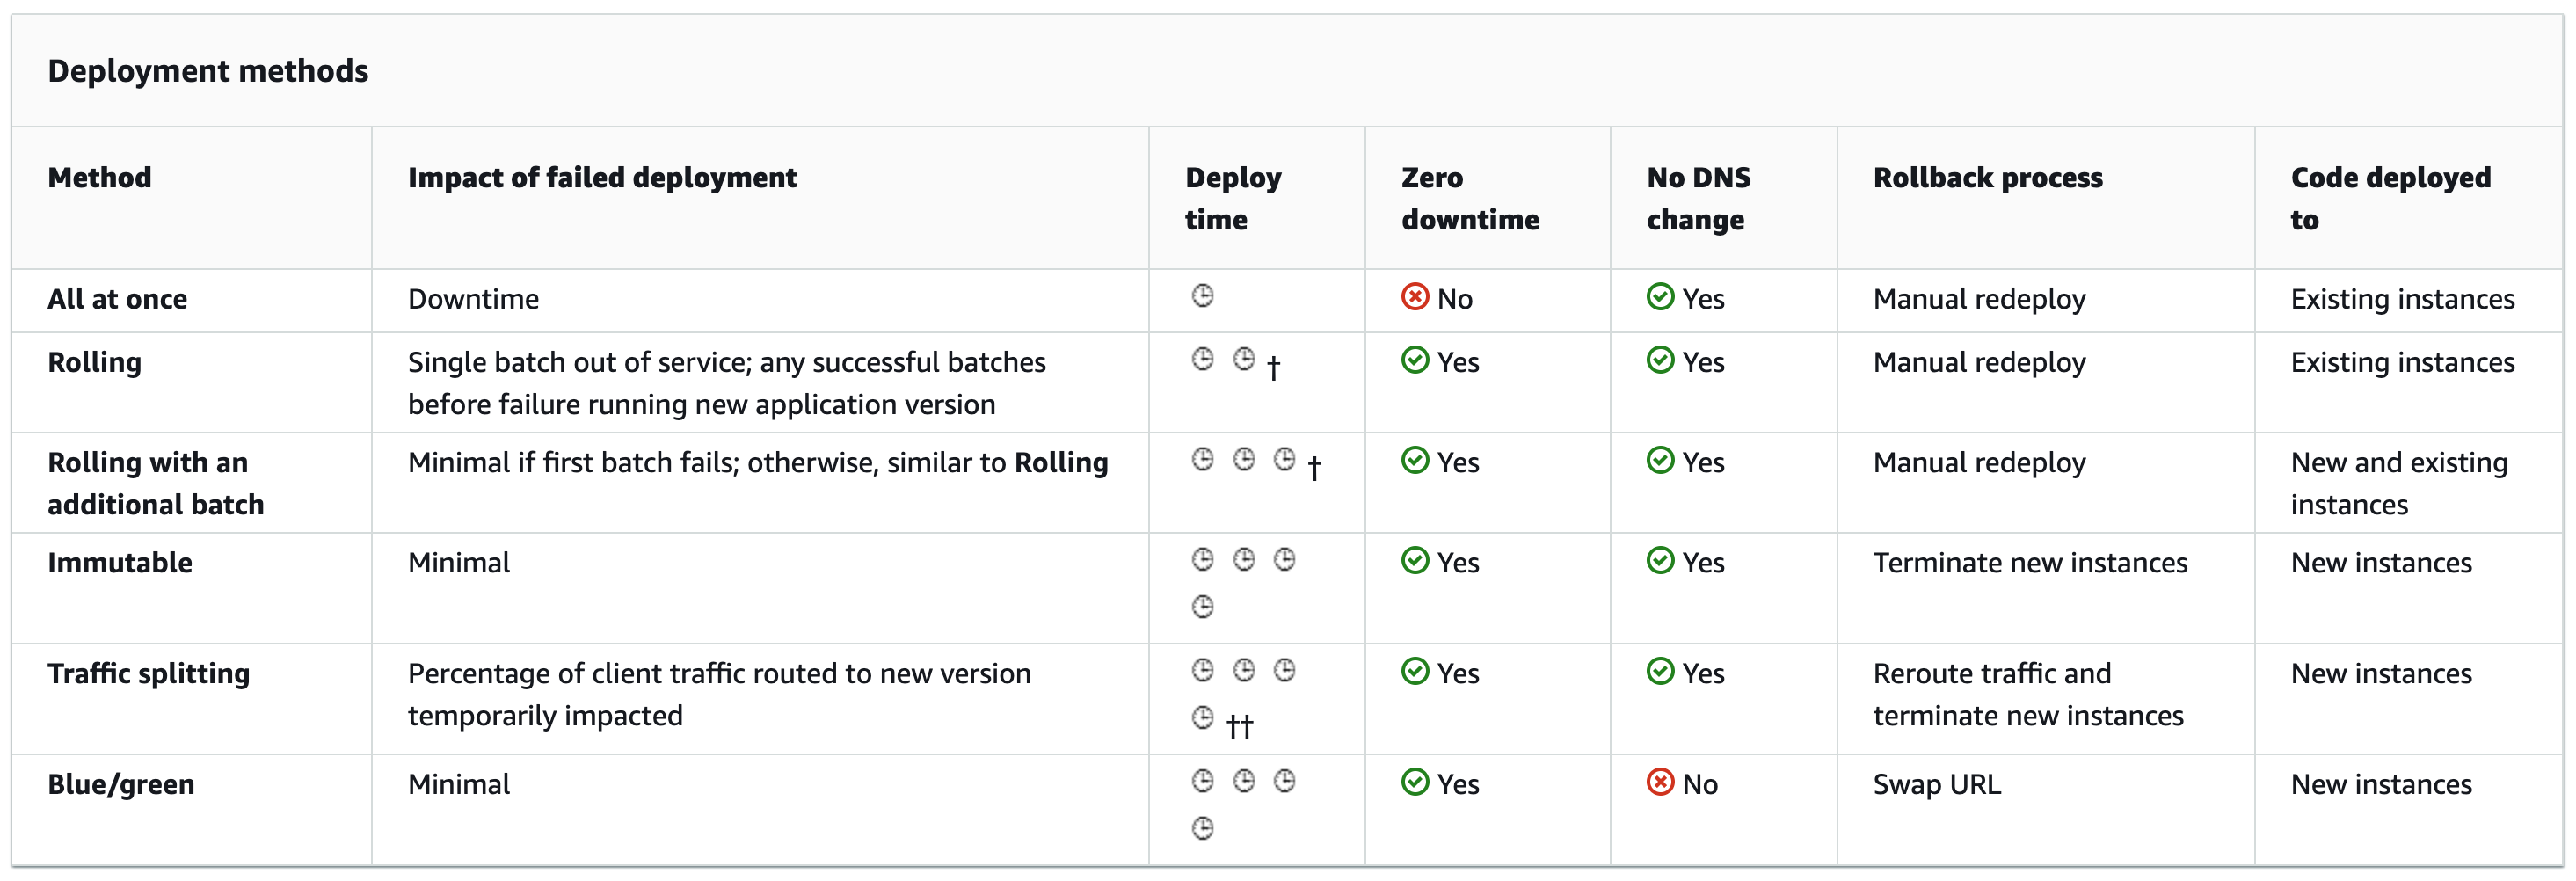 Deployment methods
Method
Impact of failed deployment
Deploy
time
Zero
downtime
No DNS
change
Rollback process
Code deployed
to
All at once
Downtime
No
Yes
Manual redeploy
Existing instances
Rolling
Single batch out of service; any successful batches
before failure running new application version
†
Yes
Yes
Manual redeploy
Existing instances
Rolling with an
additional batch
Minimal if first batch fails; otherwise, similar to Rolling
†
Yes
Yes
Manual redeploy
New and existing
instances
Immutable
Minimal
Yes
Yes
Terminate new instances
New instances
Traffic splitting
Percentage of client traffic routed to new version
temporarily impacted
††
Yes
Yes
Reroute traffic and
terminate new instances
New instances
Blue/green
Minimal
Yes
No
Swap URL
New instances